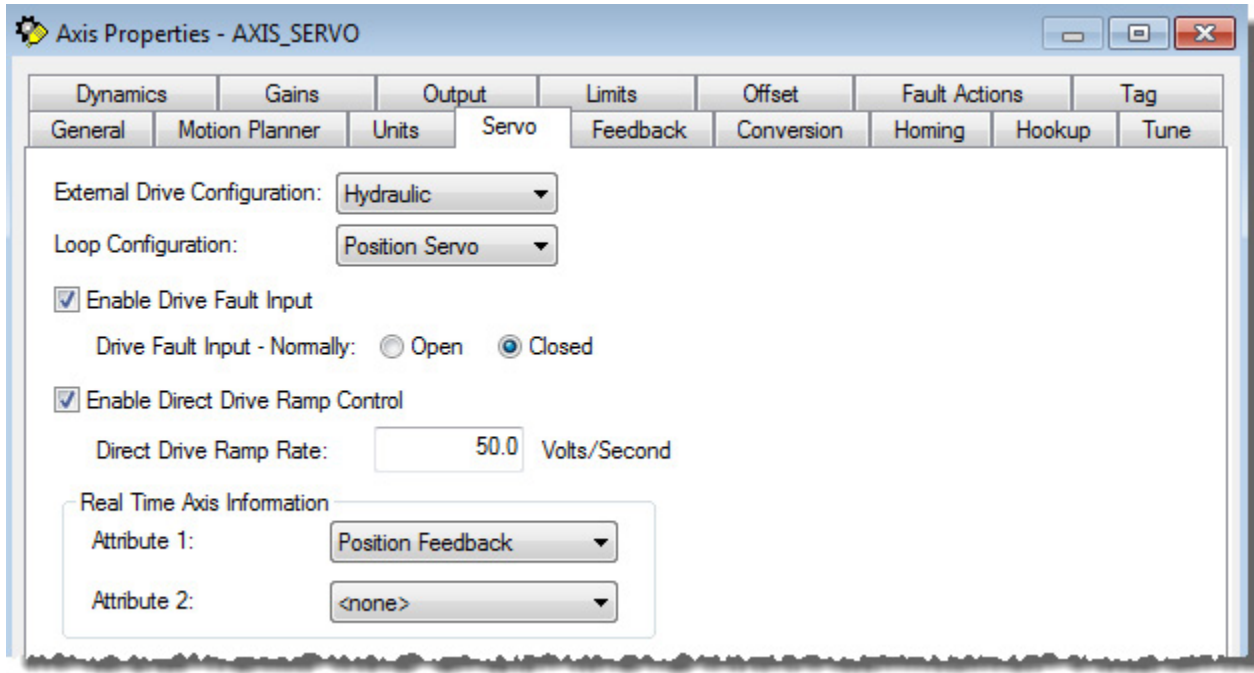 Axis Properties - AXIS_SERVO
Dynamics Gains Output Limits Offset Fault Actions Tag
General Motion Planner Units Servo Feedback Conversion Homing Hookup Tune
External Drive Configuration: Hydraulic
Loop Configuration: Position Servo
Enable Drive Fault Input
Drive Fault Input - Normally: Open Closed
Enable Direct Drive Ramp Control
Direct Drive Ramp Rate: 50.0 Volts/Second
Real Time Axis Information
Attribute 1: Position Feedback
Attribute 2: <none>